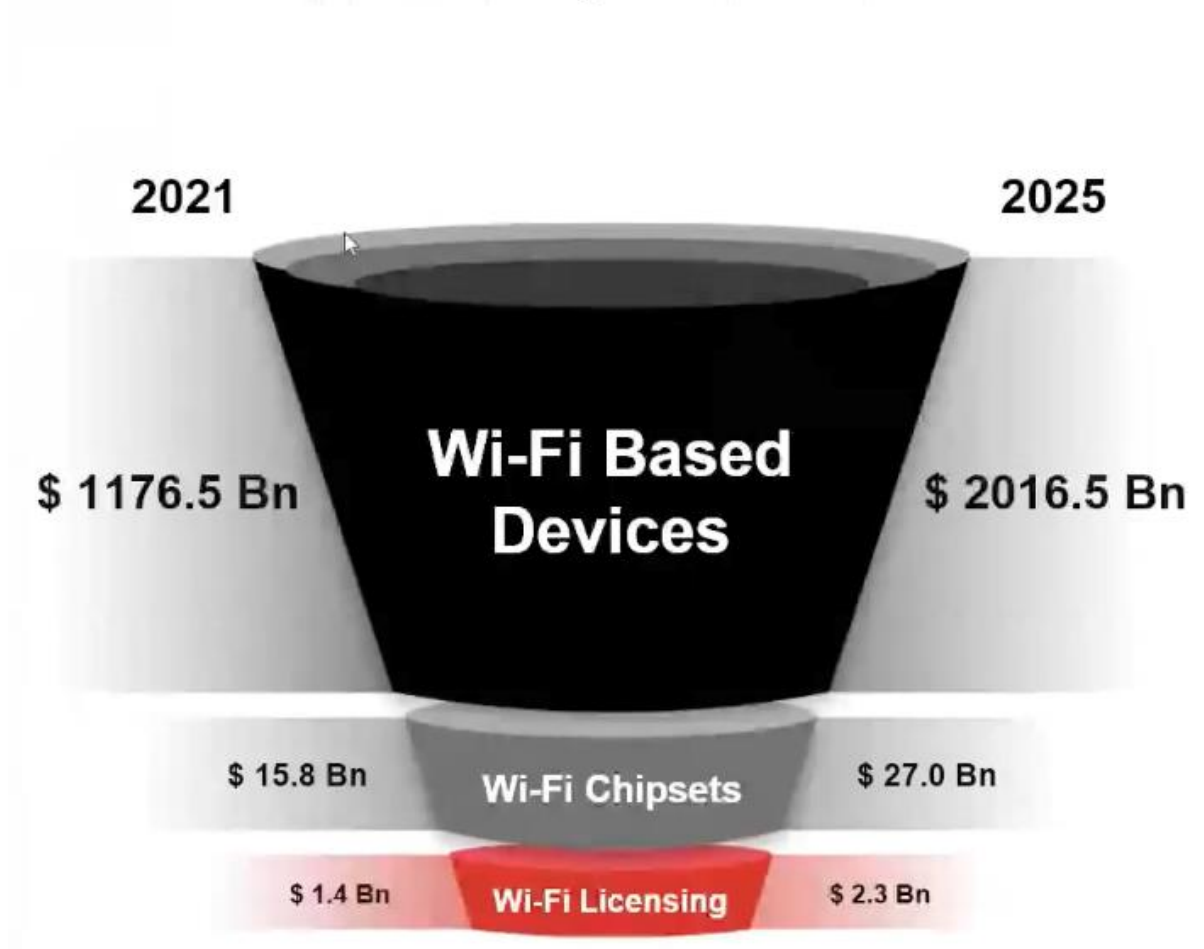 2021
2025
$ 1176.5 Bn
Wi-Fi Based
Devices
$ 2016.5 Bn
$ 15.8 Bn
Wi-Fi Chipsets
$ 27.0 Bn
$ 1.4 Bn
Wi-Fi Licensing
$ 2.3 Bn